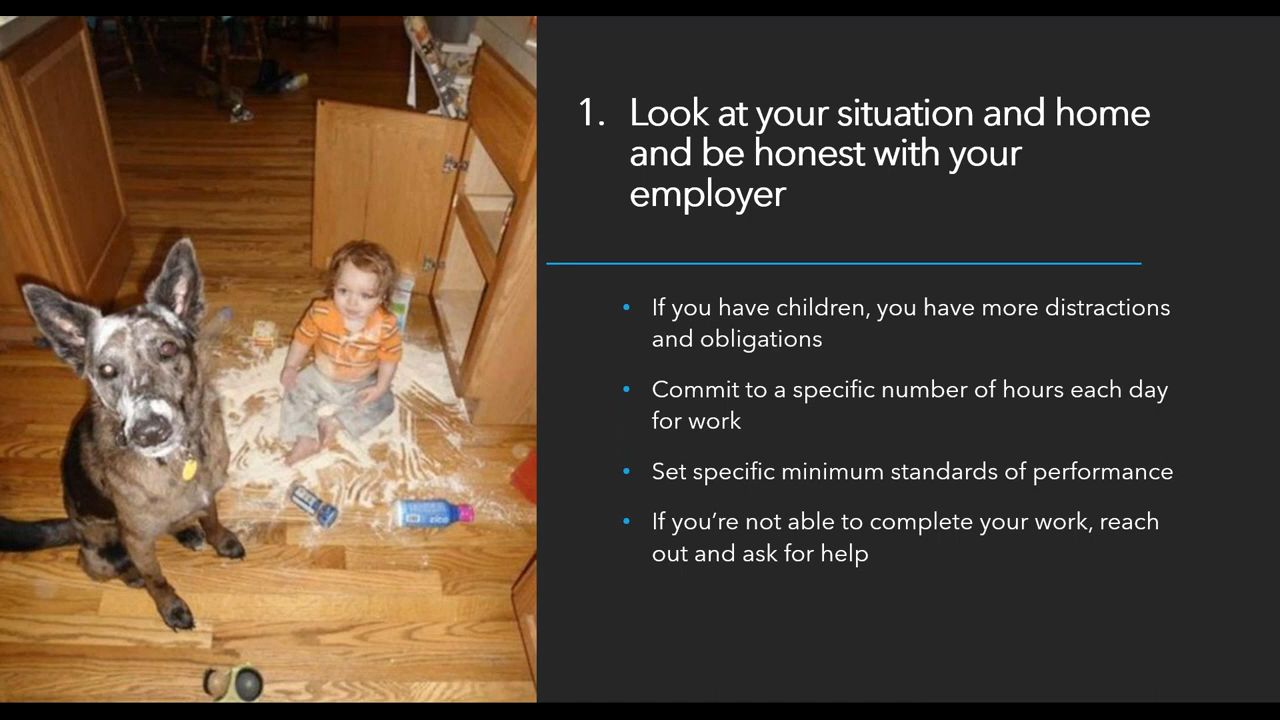 1. Look at your situation and home
and be honest with your
employer
• If you have children, you have more distractions
and obligations
• Commit to a specific number of hours each day
for work
• Set specific minimum standards of performance
• If you’re not able to complete your work, reach
out and ask for help
zico